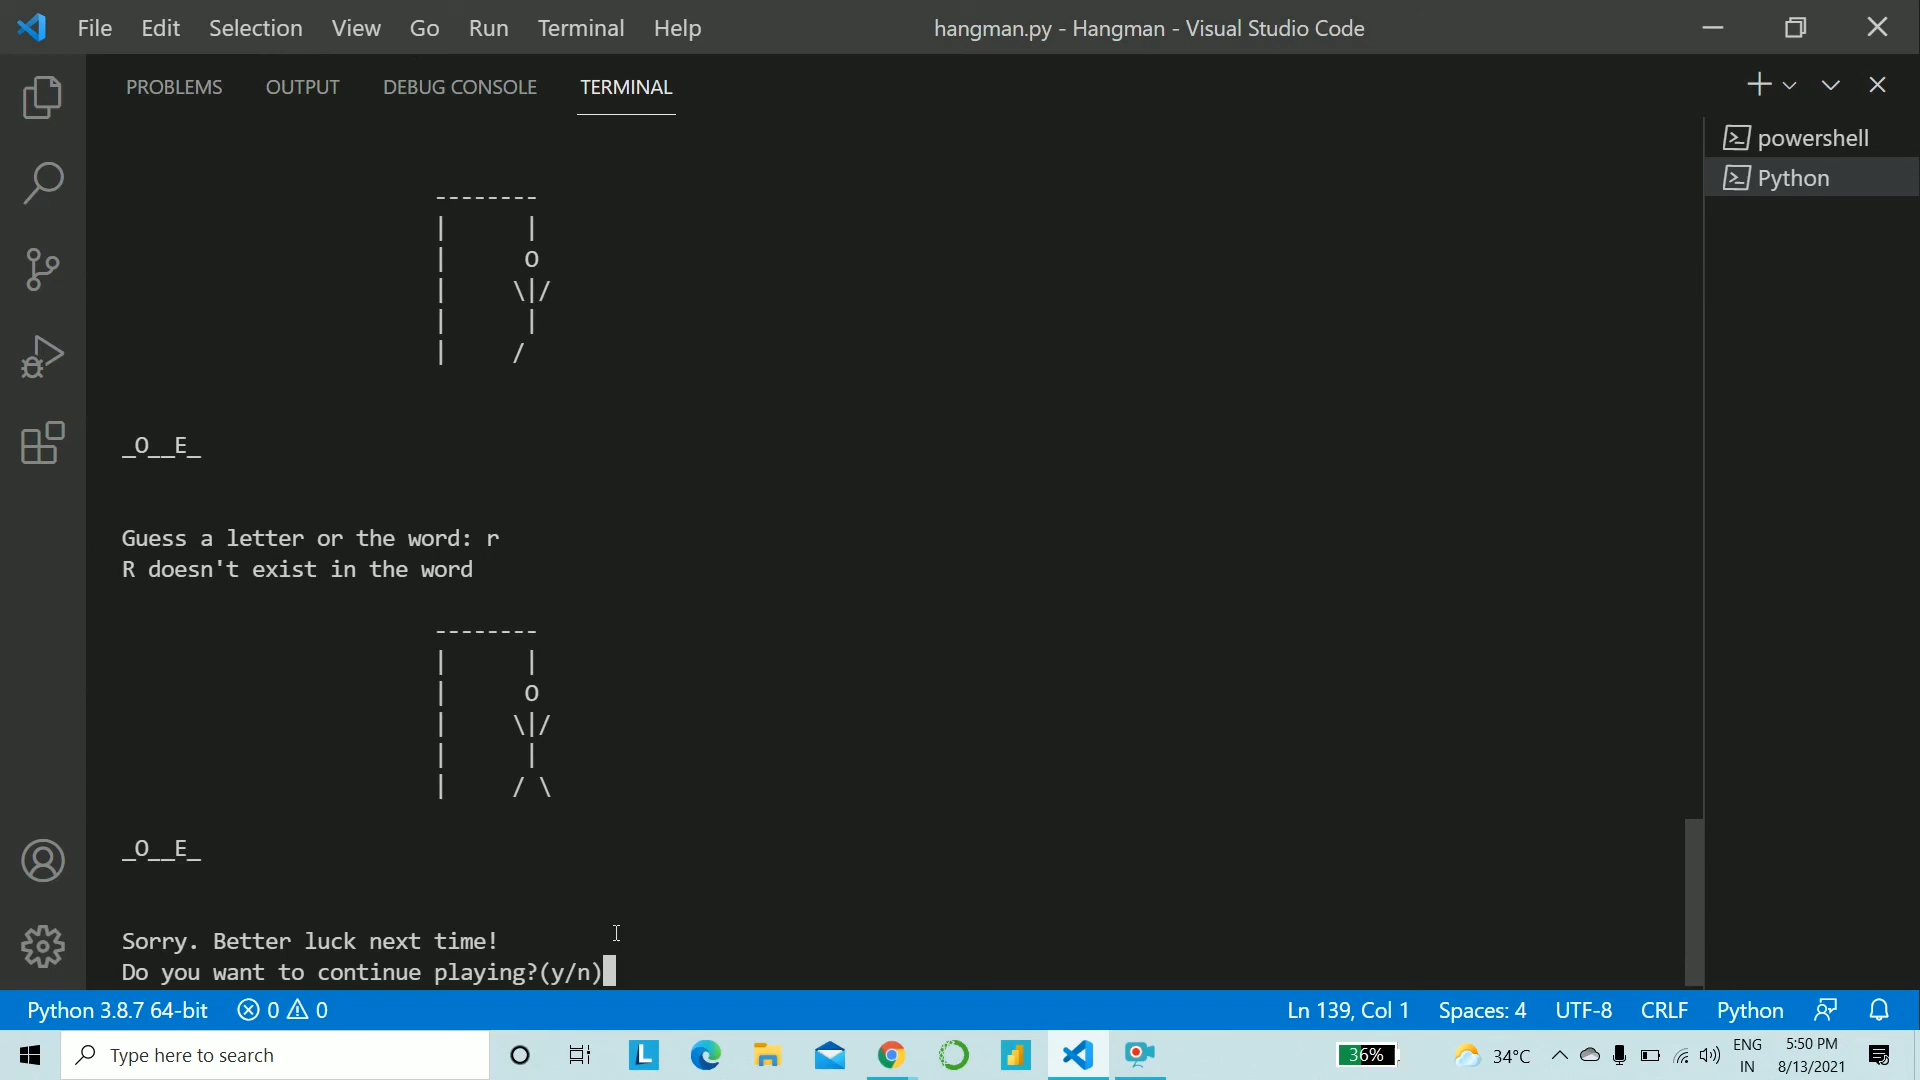 File Edit Selection View Go Run Terminal Help hangman.py - Hangman - Visual Studio Code
PROBLEMS OUTPUT DEBUG CONSOLE TERMINAL
powershell
Python
--------
|      |
|      O
|     \|/
|      |
|     /
_O__E_
Guess a letter or the word: r
R doesn't exist in the word
--------
|      |
|      O
|     \|/
|      |
|     / \
_O__E_
Sorry. Better luck next time!
Do you want to continue playing?(y/n)
Python 3.8.7 64-bit 0 0 Ln 139, Col 1 Spaces: 4 UTF-8 CRLF Python
Type here to search L 36% 34°C ENG IN 5:50 PM 8/13/2021